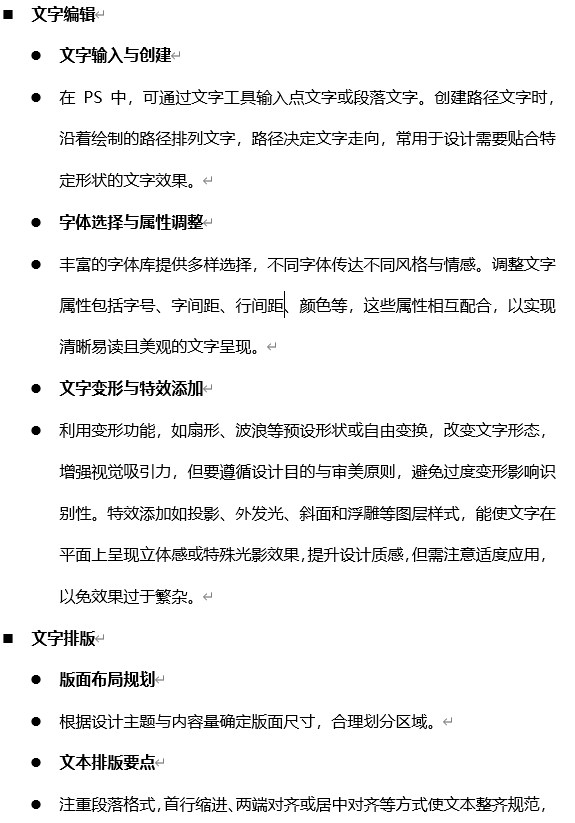 ■ 文字编辑
● 文字输入与创建
● 在 PS 中，可通过文字工具输入点文字或段落文字。创建路径文字时，
沿着绘制的路径排列文字，路径决定文字走向，常用于设计需要贴合特
定形状的文字效果。
● 字体选择与属性调整
● 丰富的字体库提供多样选择，不同字体传达不同风格与情感。调整文字
属性包括字号、字间距、行间距、颜色等，这些属性相互配合，以实现
清晰易读且美观的文字呈现。
● 文字变形与特效添加
● 利用变形功能，如扇形、波浪等预设形状或自由变换，改变文字形态，
增强视觉吸引力，但要遵循设计目的与审美原则，避免过度变形影响识
别性。特效添加如投影、外发光、斜面和浮雕等图层样式，能使文字在
平面上呈现立体感或特殊光影效果，提升设计质感，但需注意适度应用，
以免效果过于繁杂。
■ 文字排版
● 版面布局规划
● 根据设计主题与内容量确定版面尺寸，合理划分区域。
● 文本排版要点
● 注重段落格式，首行缩进、两端对齐或居中对齐等方式使文本整齐规范，